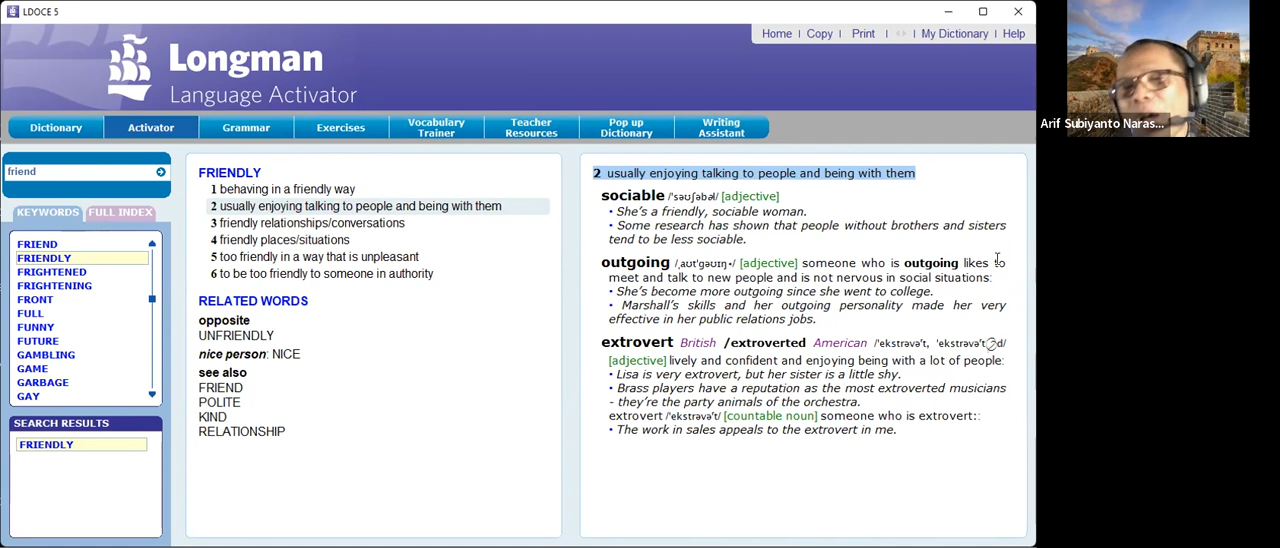 LDOCE 5
Home | Copy | Print | My Dictionary | Help
Longman
Language Activator
Dictionary
Activator
Grammar
Exercises
Vocabulary
Trainer
Teacher
Resources
Pop up
Dictionary
Writing
Assistant
friend
KEYWORDS
FULL INDEX
FRIEND
FRIENDLY
FRIGHTENED
FRIGHTENING
FRONT
FULL
FUNNY
FUTURE
GAMBLING
GAME
GARBAGE
GAY
SEARCH RESULTS
FRIENDLY
FRIENDLY
1 behaving in a friendly way
2 usually enjoying talking to people and being with them
3 friendly relationships/conversations
4 friendly places/situations
5 too friendly in a way that is unpleasant
6 to be too friendly to someone in authority
RELATED WORDS
opposite
UNFRIENDLY
nice person: NICE
see also
FRIEND
POLITE
KIND
RELATIONSHIP
2 usually enjoying talking to people and being with them
sociable /ˈsəʊʃəbəl/ [adjective]
• She's a friendly, sociable woman.
• Some research has shown that people without brothers and sisters
tend to be less sociable.
outgoing /ˌaʊtˈɡəʊɪŋ◂/ [adjective] someone who is outgoing likes to
meet and talk to new people and is not nervous in social situations:
• She's become more outgoing since she went to college.
• Marshall's skills and her outgoing personality made her very
effective in her public relations jobs.
extrovert British /extroverted American
[adjective] lively and confident and enjoying being with a lot of people:
• Lisa is very extrovert, but her sister is a little shy.
• Brass players have a reputation as the most extroverted musicians
- they're the party animals of the orchestra.
extrovert /ˈekstrəvɜːt/ [countable noun] someone who is extrovert::
• The work in sales appeals to the extrovert in me.
Arif Subiyanto Naras...